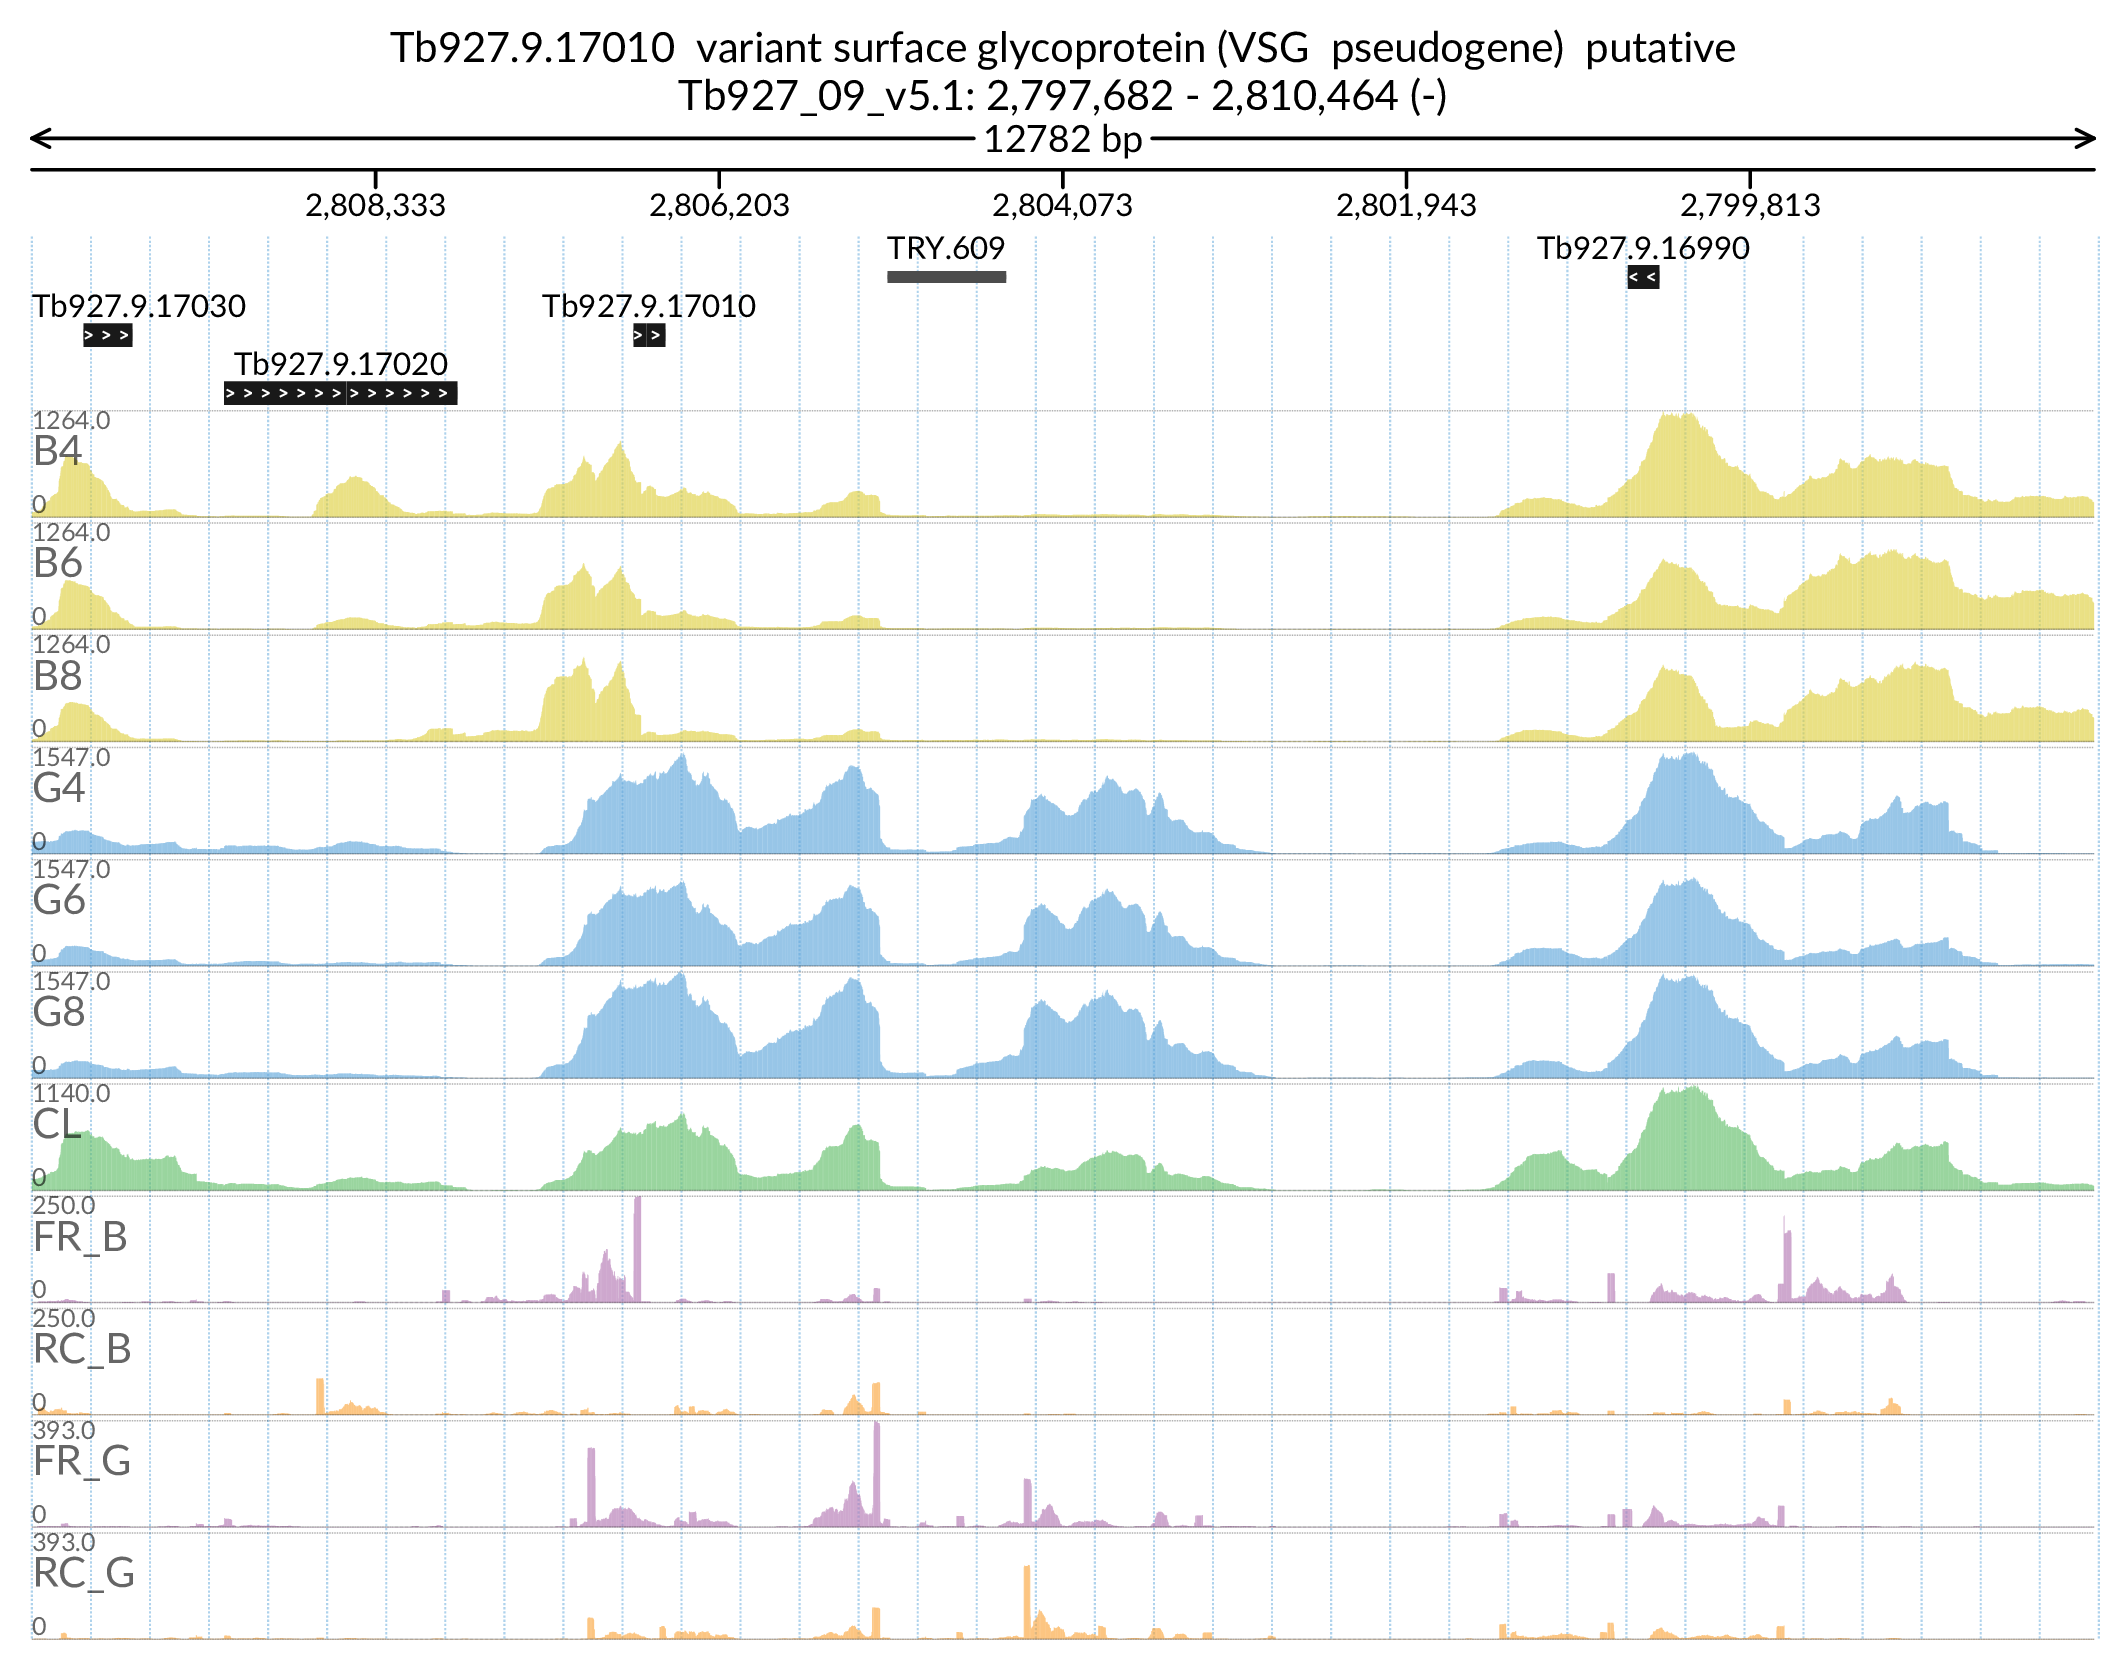 Tb927.9.17010  variant surface glycoprotein (VSG  pseudogene)  putative
Tb927_09_v5.1: 2,797,682 - 2,810,464 (-)
12782 bp
2,808,333 2,806,203 2,804,073 2,801,943 2,799,813
TRY.609 Tb927.9.16990
Tb927.9.17030 Tb927.9.17010
Tb927.9.17020
1264.0
B4
0
1264.0
B6
0
1264.0
B8
0
1547.0
G4
0
1547.0
G6
0
1547.0
G8
0
1140.0
CL
0
250.0
FR_B
0
250.0
RC_B
0
393.0
FR_G
0
393.0
RC_G
0